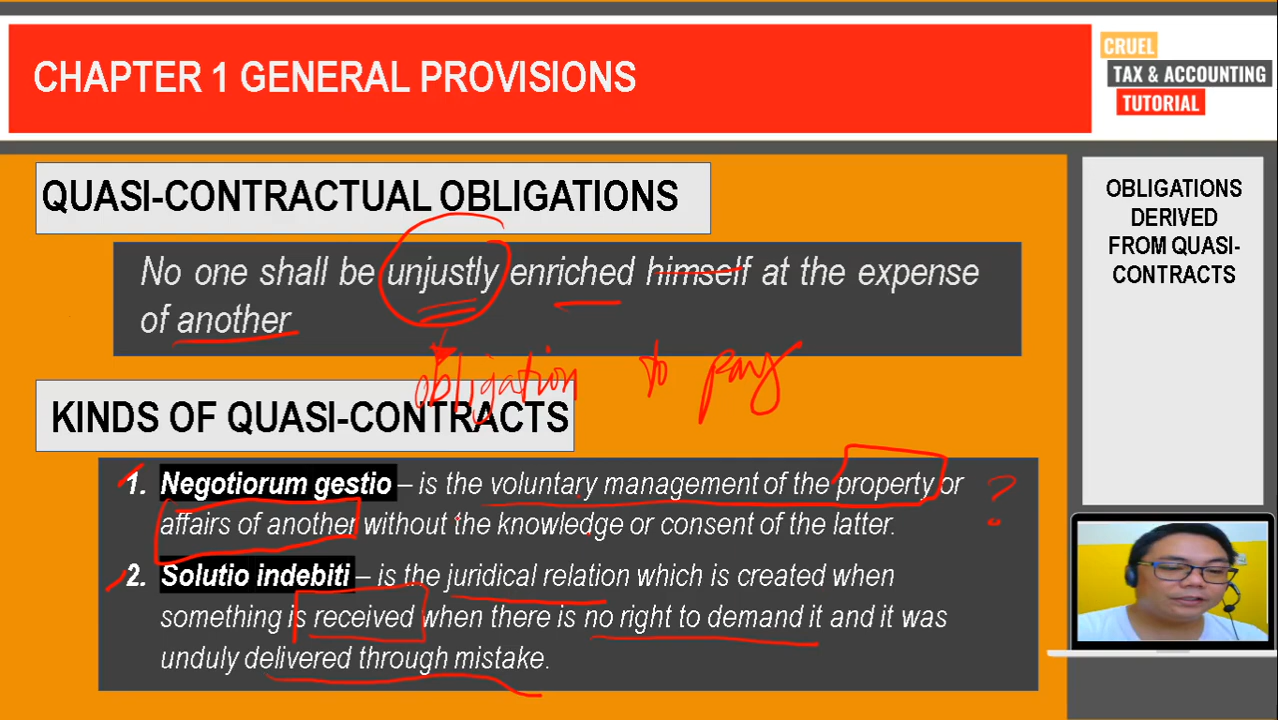 CHAPTER 1 GENERAL PROVISIONS
CRUEL
TAX & ACCOUNTING
TUTORIAL
QUASI-CONTRACTUAL OBLIGATIONS
No one shall be unjustly enriched himself at the expense
of another
obligation to pay
KINDS OF QUASI-CONTRACTS
1. Negotiorum gestio – is the voluntary management of the property or
affairs of another without the knowledge or consent of the latter.
?
2. Solutio indebiti – is the juridical relation which is created when
something is received when there is no right to demand it and it was
unduly delivered through mistake.
OBLIGATIONS
DERIVED
FROM QUASI-
CONTRACTS